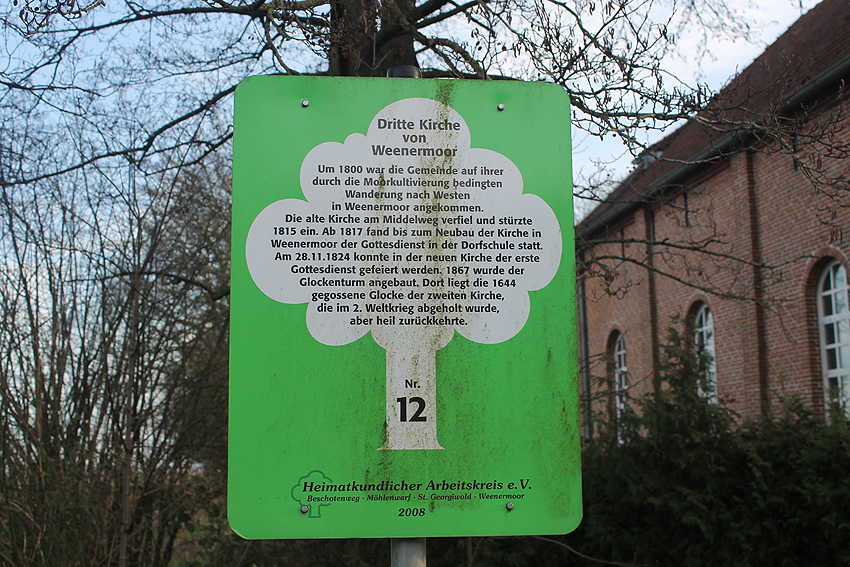 Dritte Kirche
von
Weenermoor
Um 1800 war die Gemeinde auf ihrer
durch die Moorkultivierung bedingten
Wanderung nach Westen
in Weenermoor angekommen.
Die alte Kirche am Middelweg verfiel und stürzte
1815 ein. Ab 1817 fand bis zum Neubau der Kirche in
Weenermoor der Gottesdienst in der Dorfschule statt.
Am 28.11.1824 konnte in der neuen Kirche der erste
Gottesdienst gefeiert werden. 1867 wurde der
Glockenturm angebaut. Dort liegt die 1644
gegossene Glocke der zweiten Kirche,
die im 2. Weltkrieg abgeholt wurde,
aber heil zurückkehrte.
Nr.
12
Heimatkundlicher Arbeitskreis e.V.
Beschotenweg · Möhlenwarf · St. Georgiwold · Weenermoor
2008